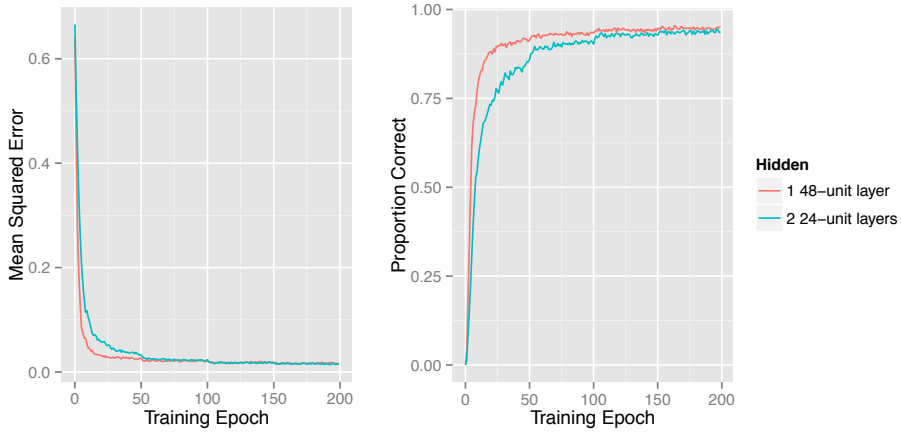 Mean Squared Error
0.6
0.4
0.2
0.0
0 50 100 150 200
Training Epoch
Proportion Correct
1.00
0.75
0.50
0.25
0.00
0 50 100 150 200
Training Epoch
Hidden
1 48−unit layer
2 24−unit layers